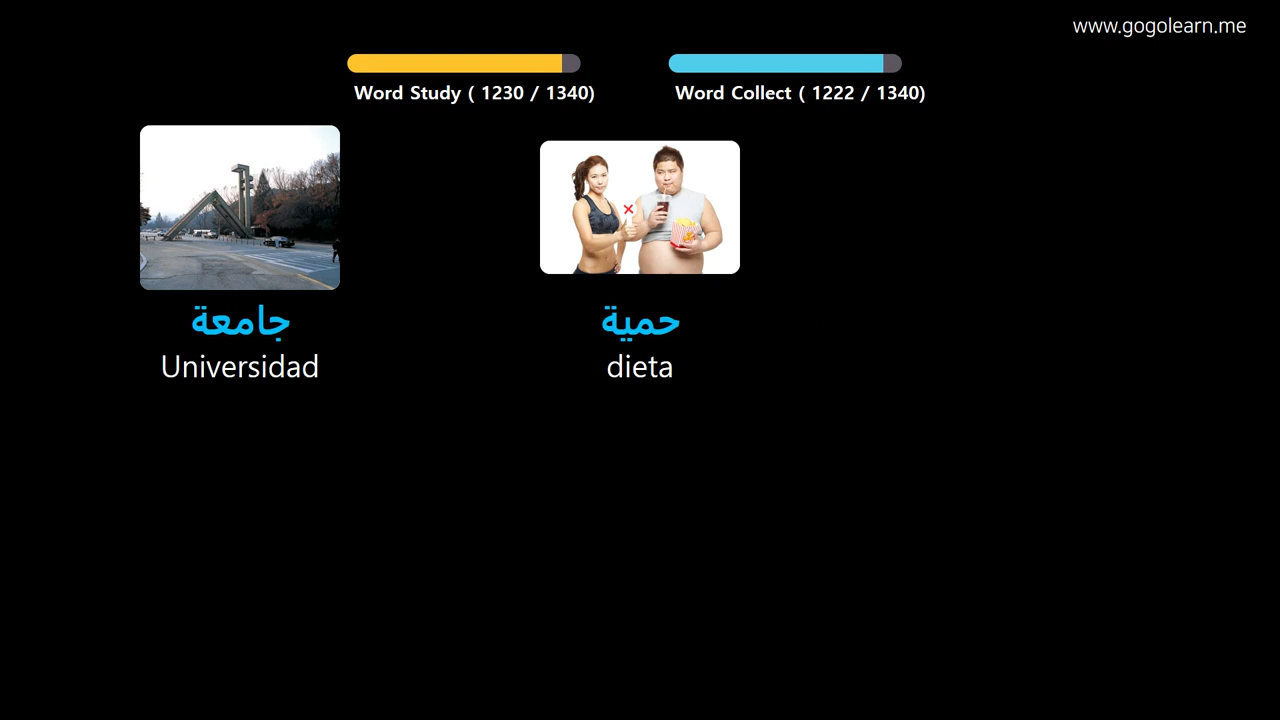 www.gogolearn.me
Word Study ( 1230 / 1340)
Word Collect ( 1222 / 1340)
جامعة
Universidad
حمية
dieta